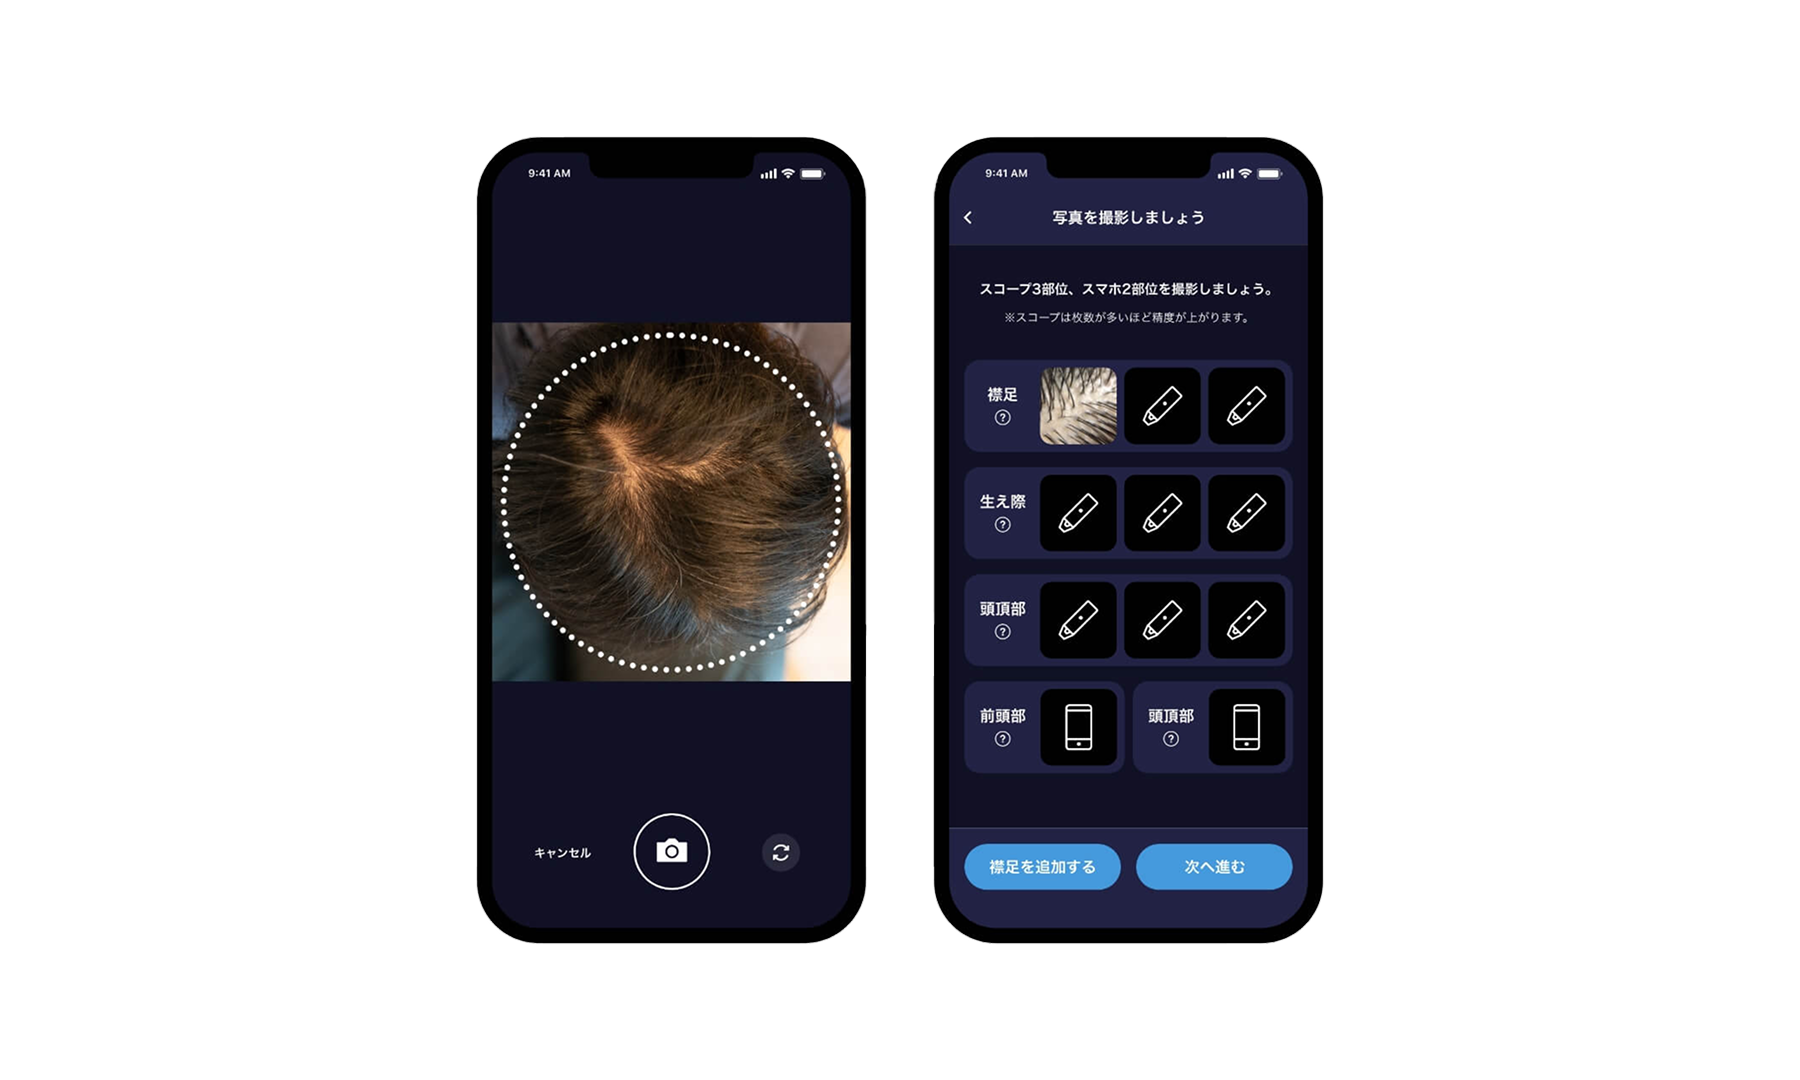 9:41 AM
キャンセル
9:41 AM
写真を撮影しましょう
スコープ3部位、スマホ2部位を撮影しましょう。
※スコープは枚数が多いほど精度が上がります。
襟足
?
生え際
?
頭頂部
?
前頭部
?
頭頂部
?
襟足を追加する
次へ進む